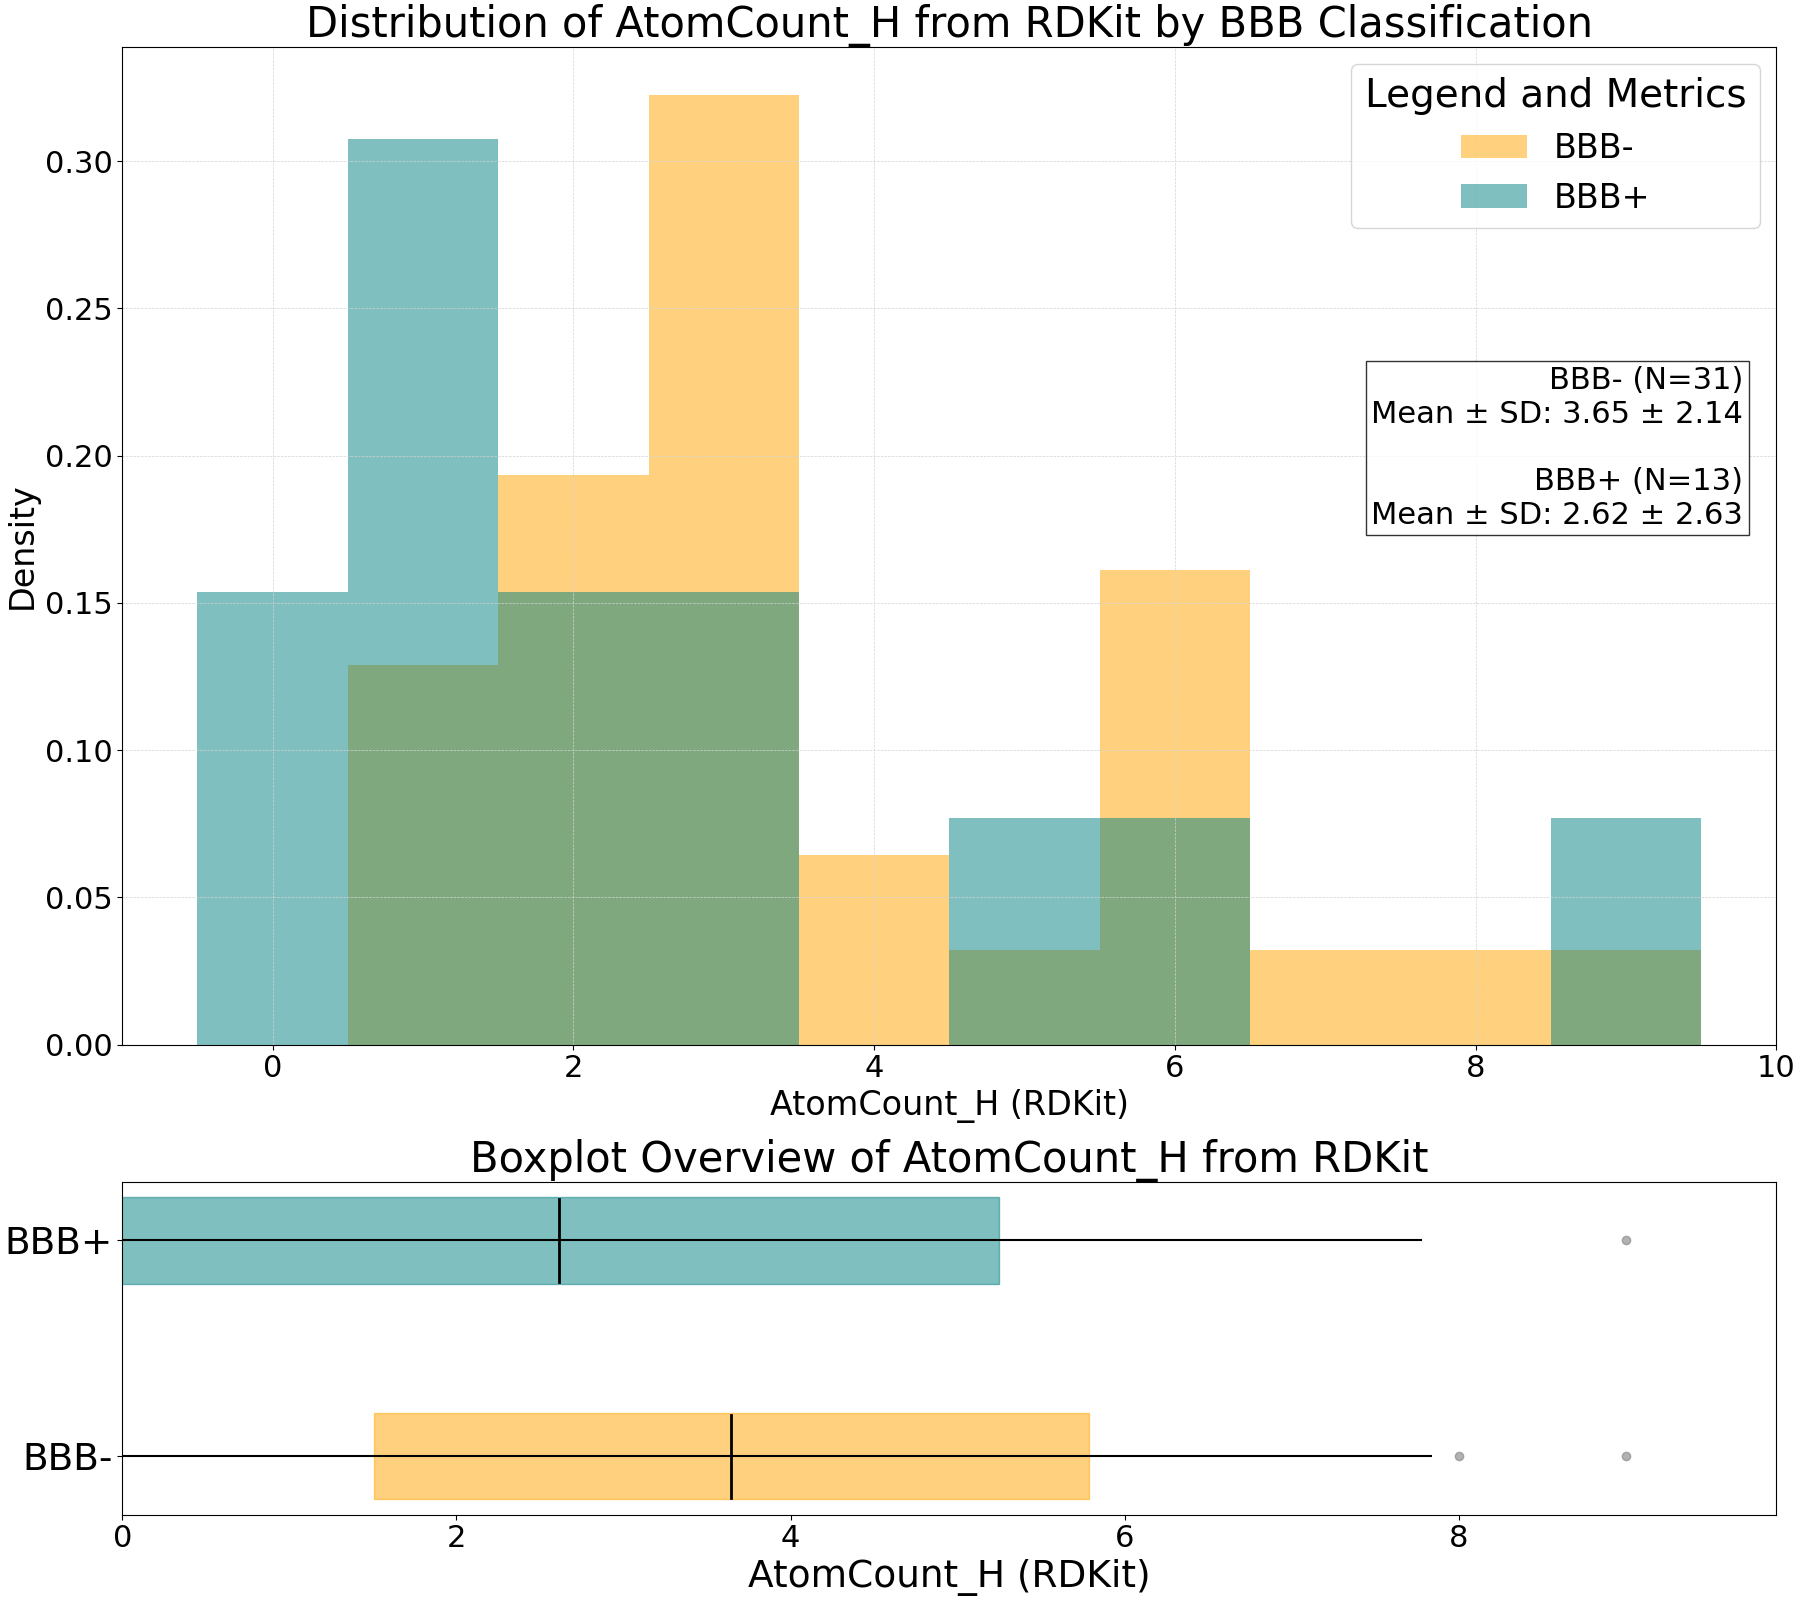 Distribution of AtomCount_H from RDKit by BBB Classification
Legend and Metrics
BBB-
BBB+
BBB- (N=31)
Mean ± SD: 3.65 ± 2.14
BBB+ (N=13)
Mean ± SD: 2.62 ± 2.63
Density
0.30
0.25
0.20
0.15
0.10
0.05
0.00
0 2 4 6 8 10
AtomCount_H (RDKit)
Boxplot Overview of AtomCount_H from RDKit
BBB+
BBB-
0 2 4 6 8
AtomCount_H (RDKit)